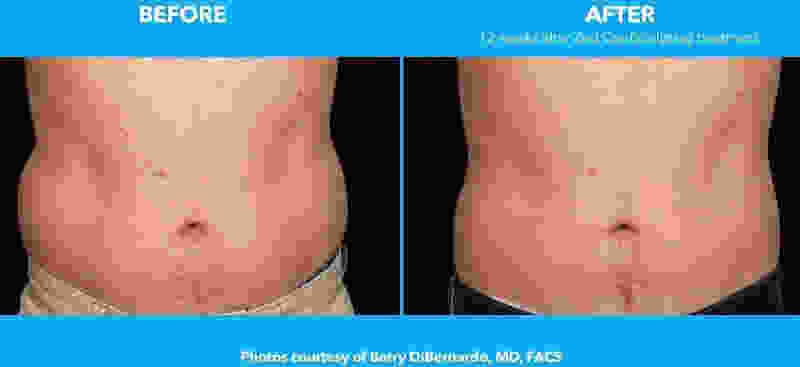 BEFORE
AFTER
12 weeks after 2nd CoolSculpting treatment
Photos courtesy of Barry DiBernardo, MD, FACS